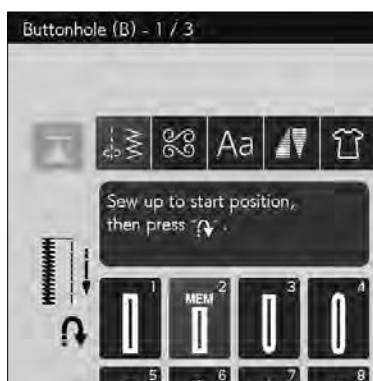 Buttonhole (B) - 1 / 3
Aa
Sew up to start position,
then press " ".
1
MEM 2
3
4
5
6
7
8